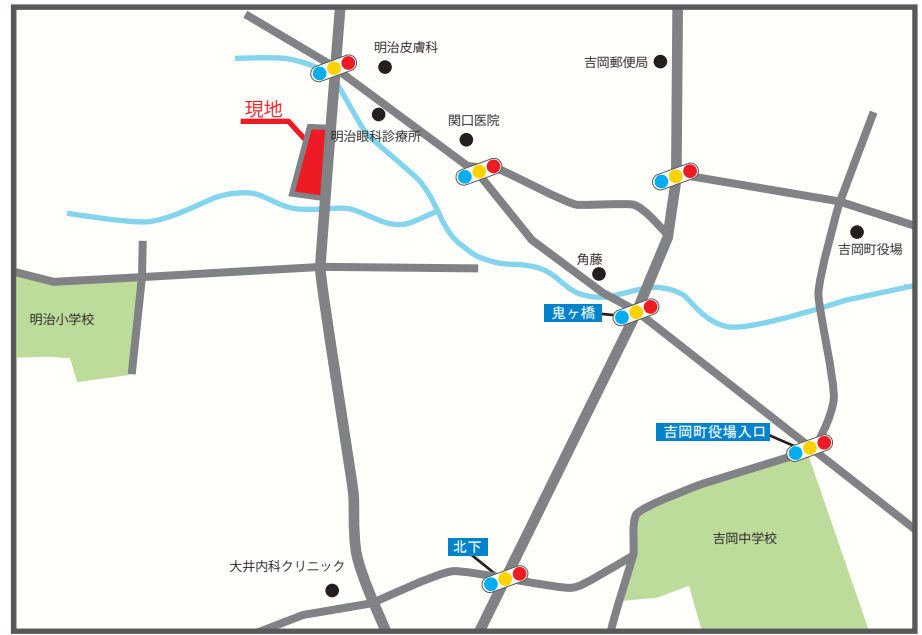 明治皮膚科
吉岡郵便局
現地
明治眼科診療所
関口医院
吉岡町役場
角藤
鬼ヶ橋
明治小学校
吉岡町役場入口
吉岡中学校
北下
大井内科クリニック